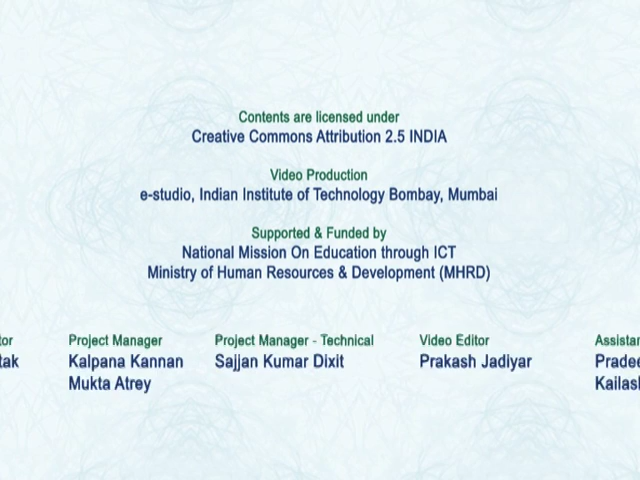 Contents are licensed under
Creative Commons Attribution 2.5 INDIA
Video Production
e-studio, Indian Institute of Technology Bombay, Mumbai
Supported & Funded by
National Mission On Education through ICT
Ministry of Human Resources & Development (MHRD)
Project Manager
Kalpana Kannan
Mukta Atrey
Project Manager - Technical
Sajjan Kumar Dixit
Video Editor
Prakash Jadiyar